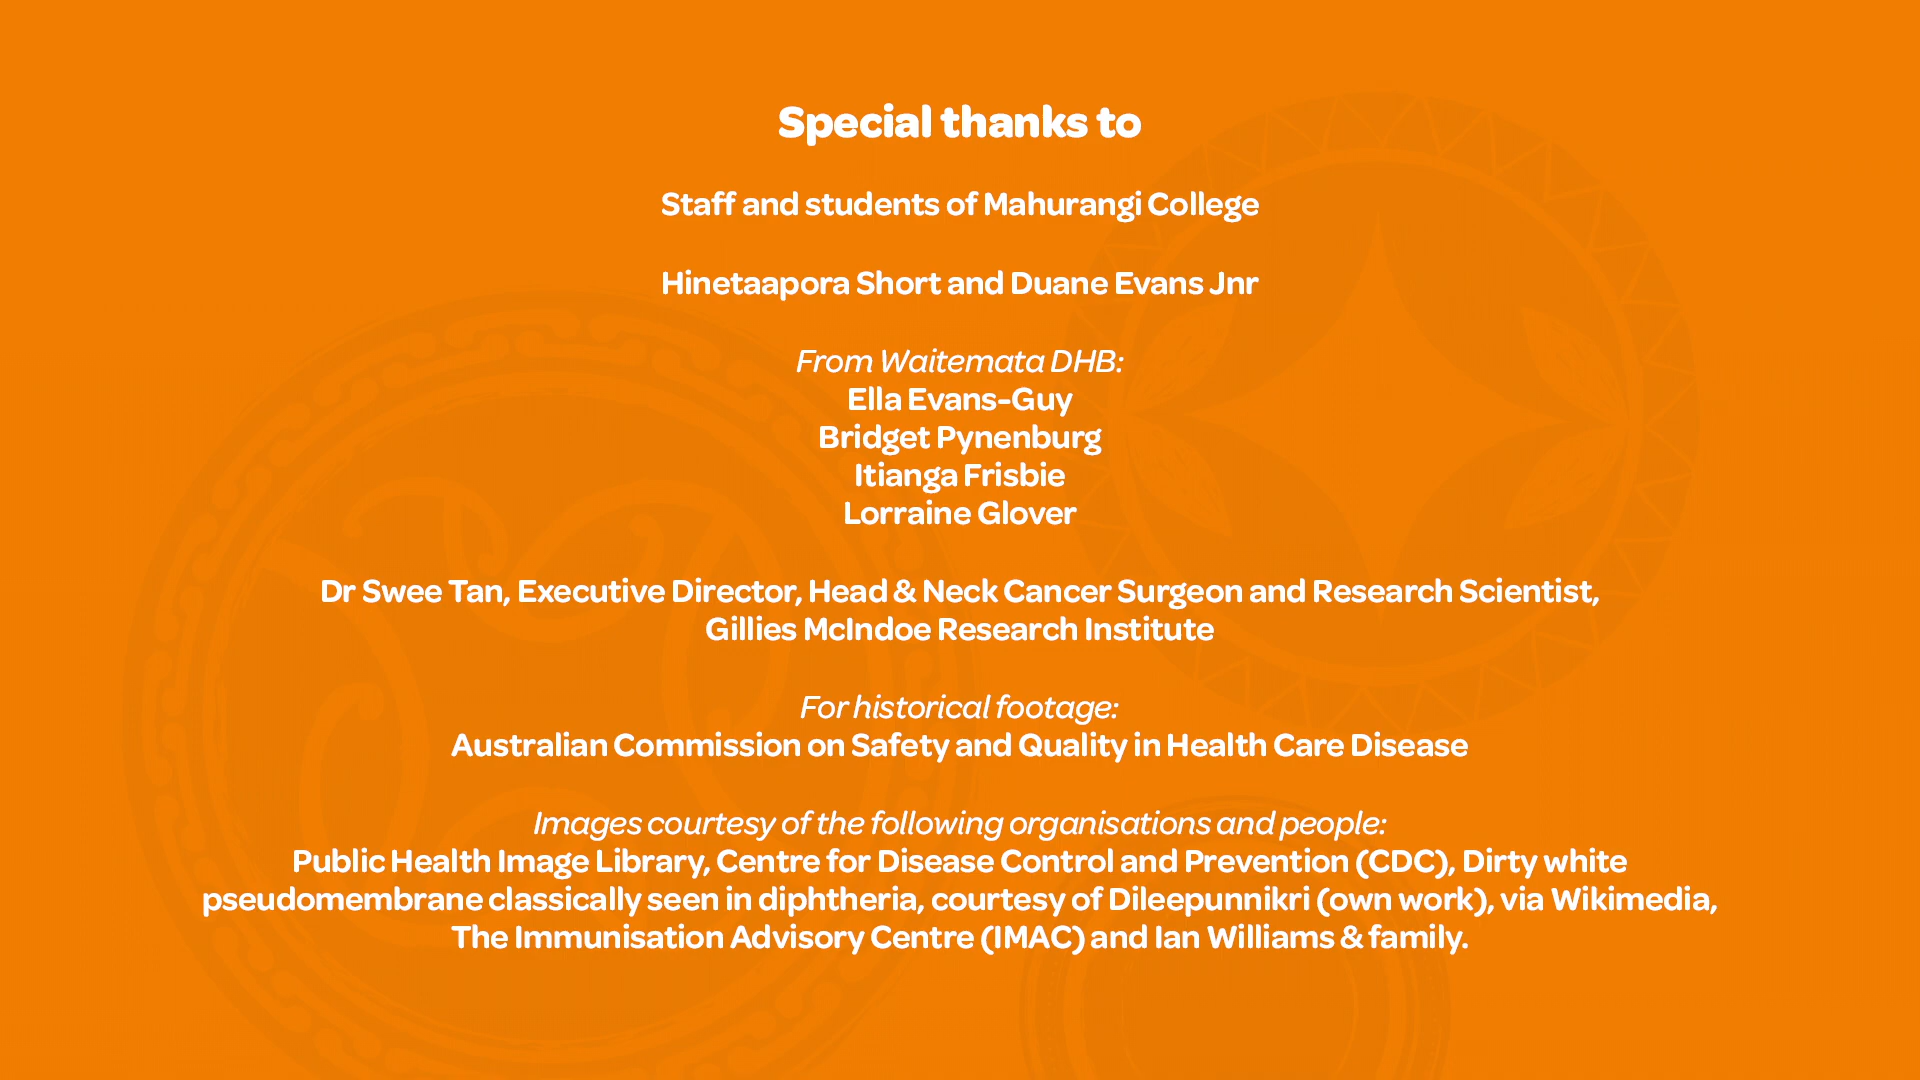 Special thanks to
Staff and students of Mahurangi College
Hinetaapora Short and Duane Evans Jnr
From Waitemata DHB:
Ella Evans-Guy
Bridget Pynenburg
Itianga Frisbie
Lorraine Glover
Dr Swee Tan, Executive Director, Head & Neck Cancer Surgeon and Research Scientist,
Gillies McIndoe Research Institute
For historical footage:
Australian Commission on Safety and Quality in Health Care Disease
Images courtesy of the following organisations and people:
Public Health Image Library, Centre for Disease Control and Prevention (CDC), Dirty white
pseudomembrane classically seen in diphtheria, courtesy of Dileepunnikri (own work), via Wikimedia,
The Immunisation Advisory Centre (IMAC) and Ian Williams & family.